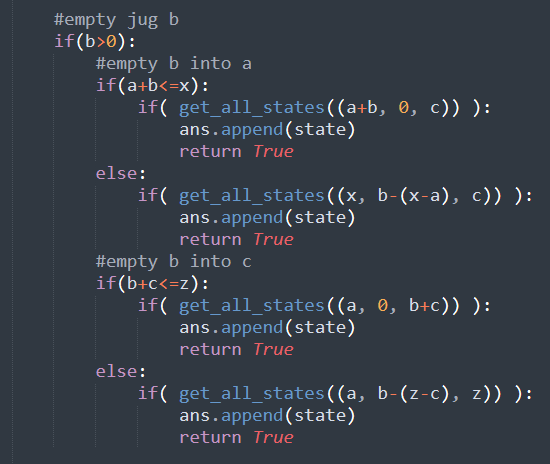 #empty jug b
if(b>0):
    #empty b into a
    if(a+b<=x):
        if( get_all_states((a+b, 0, c)) ):
            ans.append(state)
            return True
    else:
        if( get_all_states((x, b-(x-a), c)) ):
            ans.append(state)
            return True
    #empty b into c
    if(b+c<=z):
        if( get_all_states((a, 0, b+c)) ):
            ans.append(state)
            return True
    else:
        if( get_all_states((a, b-(z-c), z)) ):
            ans.append(state)
            return True